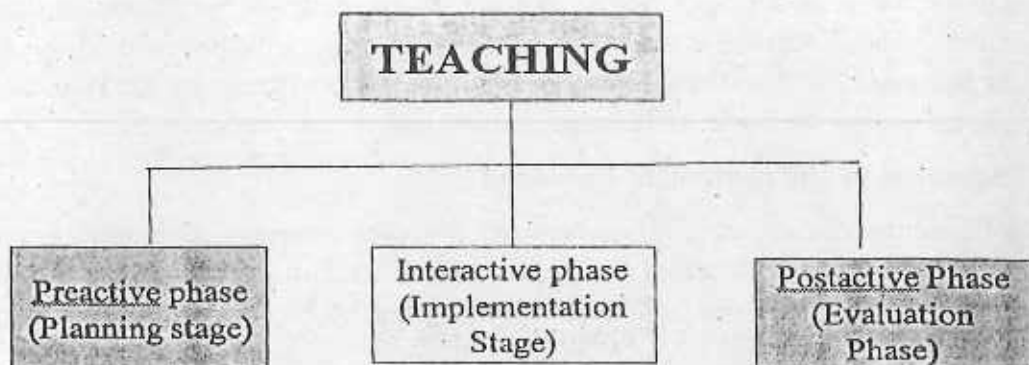 TEACHING
Preactive phase
(Planning stage)
Interactive phase
(Implementation
Stage)
Postactive Phase
(Evaluation
Phase)